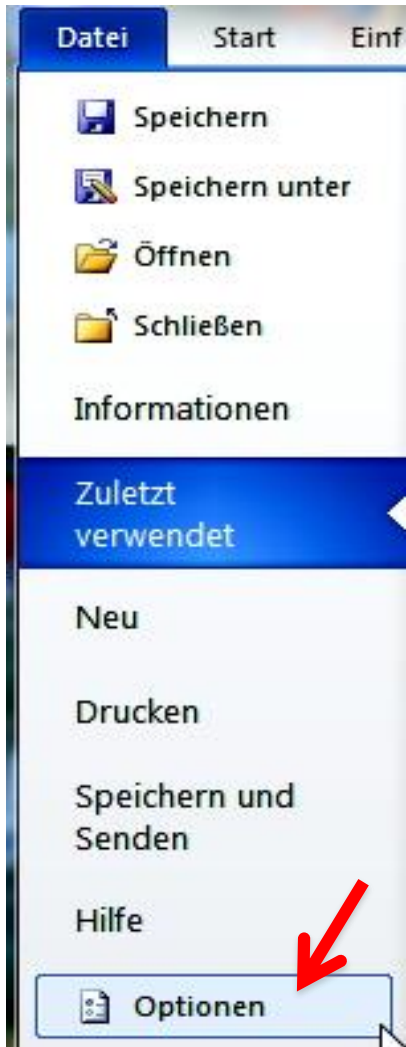 Datei Start Einf
Speichern
Speichern unter
Öffnen
Schließen
Informationen
Zuletzt
verwendet
Neu
Drucken
Speichern und
Senden
Hilfe
Optionen